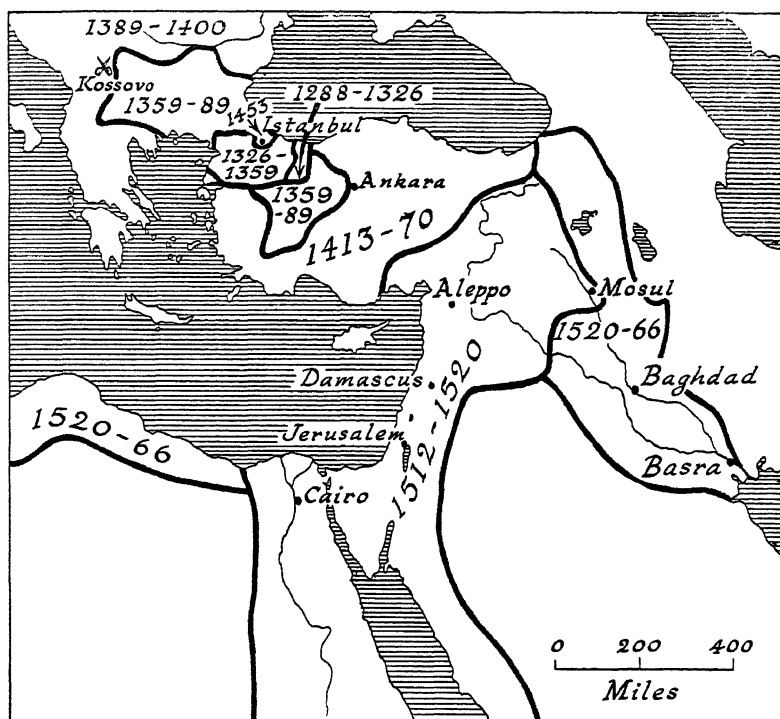 1389-1400
Kossovo
1359-89
1453
1288-1326
Istanbul
1326-
1359
1359
-89
Ankara
1413-70
Aleppo
Mosul
1520-66
Damascus
Baghdad
1512-1520
1520-66
Jerusalem
Basra
Cairo
0 200 400
Miles